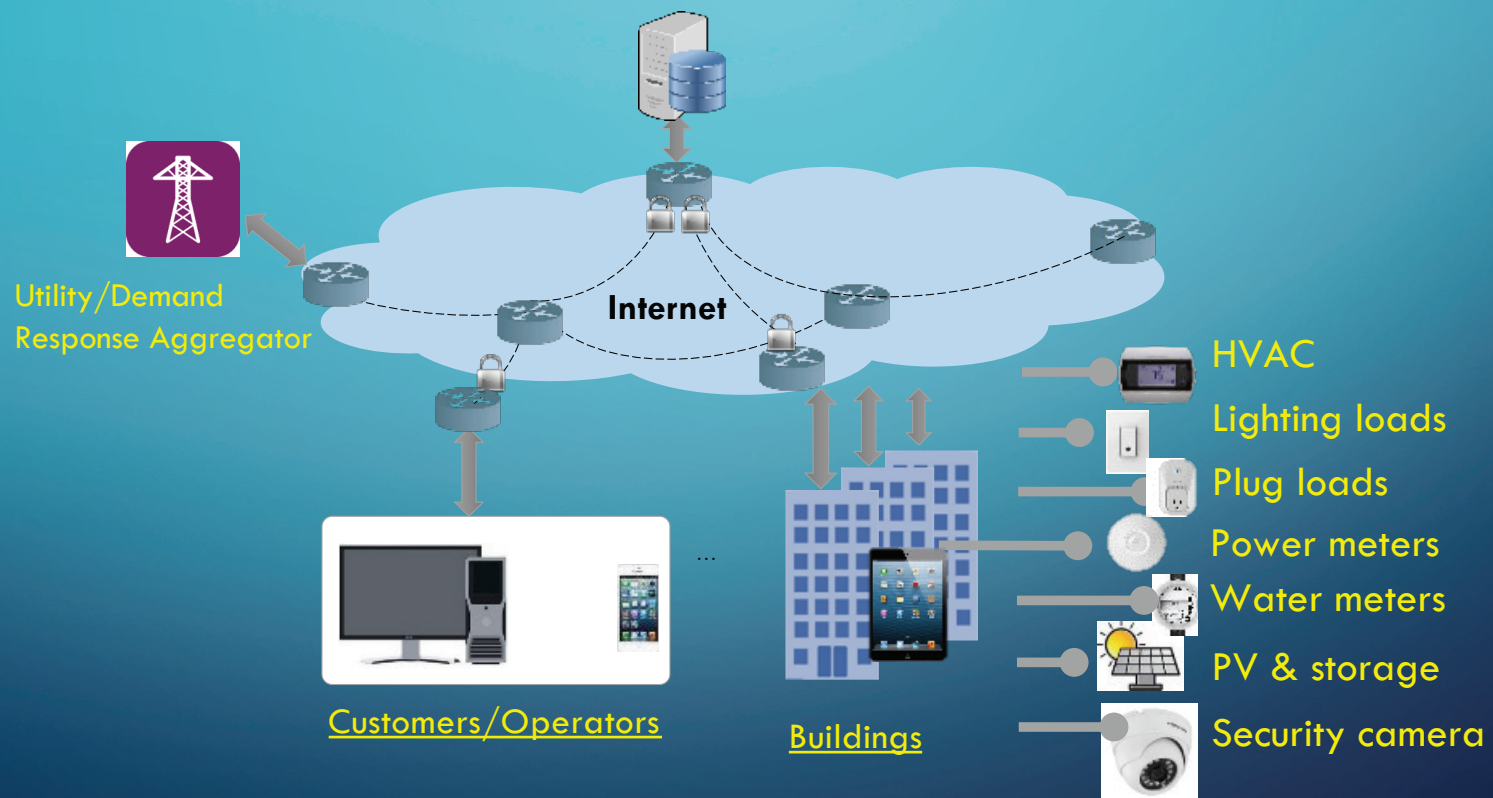 Utility/Demand
Response Aggregator
Internet
HVAC
75
Lighting loads
Plug loads
...
Power meters
Water meters
PV & storage
Security camera
Customers/Operators
Buildings